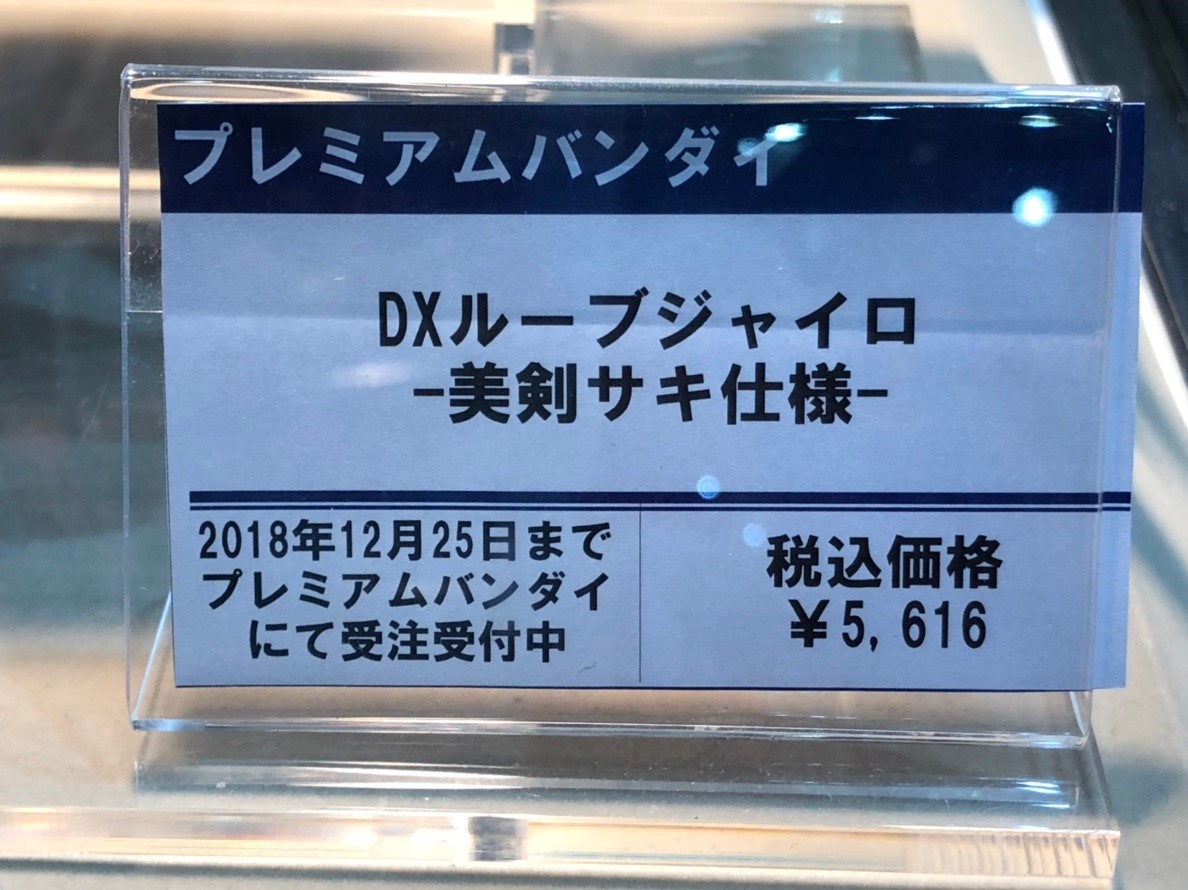 プレミアムバンダイ
DXルーブジャイロ
-美剣サキ仕様-
2018年12月25日まで
プレミアムバンダイ
にて受注受付中
税込価格
¥5,616